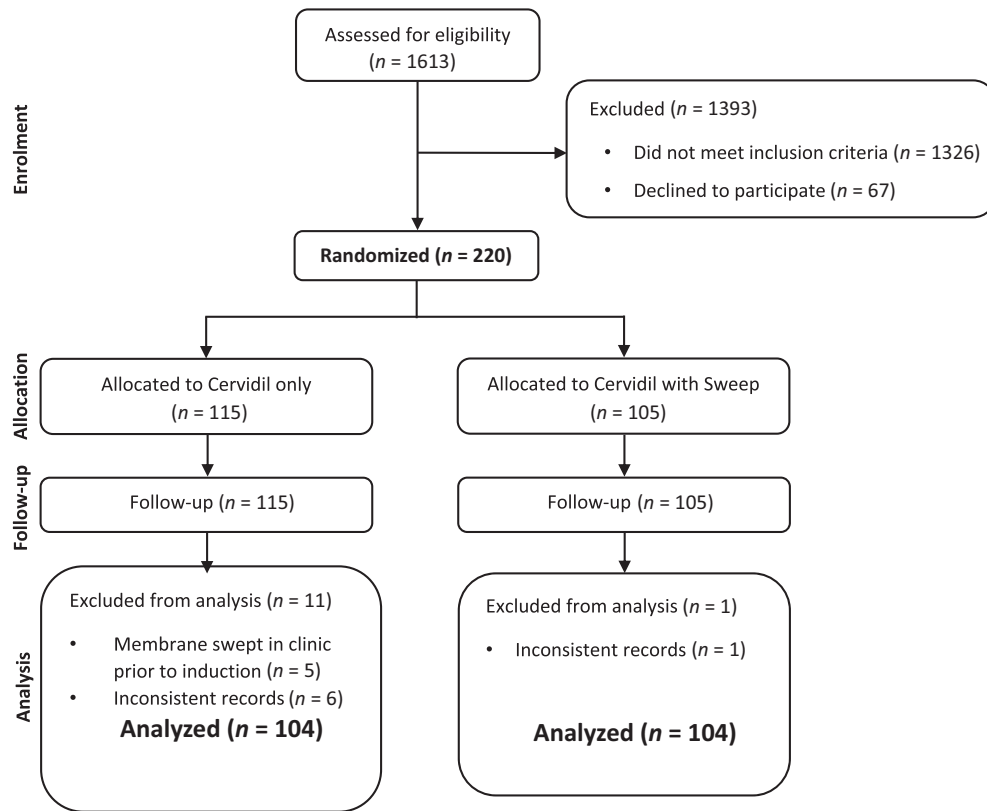 Assessed for eligibility
(n = 1613)
Enrolment
Excluded (n = 1393)
• Did not meet inclusion criteria (n = 1326)
• Declined to participate (n = 67)
Randomized (n = 220)
Allocation
Allocated to Cervidil only
(n = 115)
Allocated to Cervidil with Sweep
(n = 105)
Follow-up
Follow-up (n = 115)
Follow-up (n = 105)
Analysis
Excluded from analysis (n = 11)
• Membrane swept in clinic
prior to induction (n = 5)
• Inconsistent records (n = 6)
Analyzed (n = 104)
Excluded from analysis (n = 1)
• Inconsistent records (n = 1)
Analyzed (n = 104)